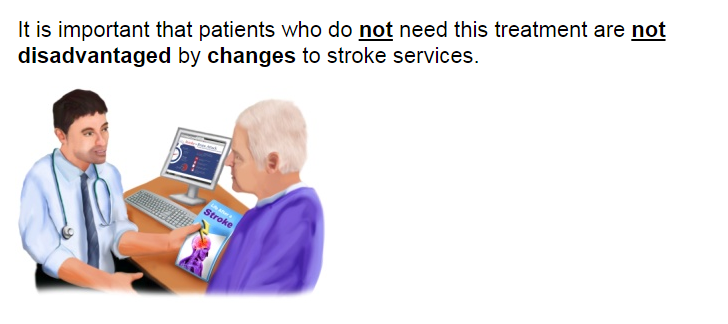 It is important that patients who do not need this treatment are not
disadvantaged by changes to stroke services.
Stroke